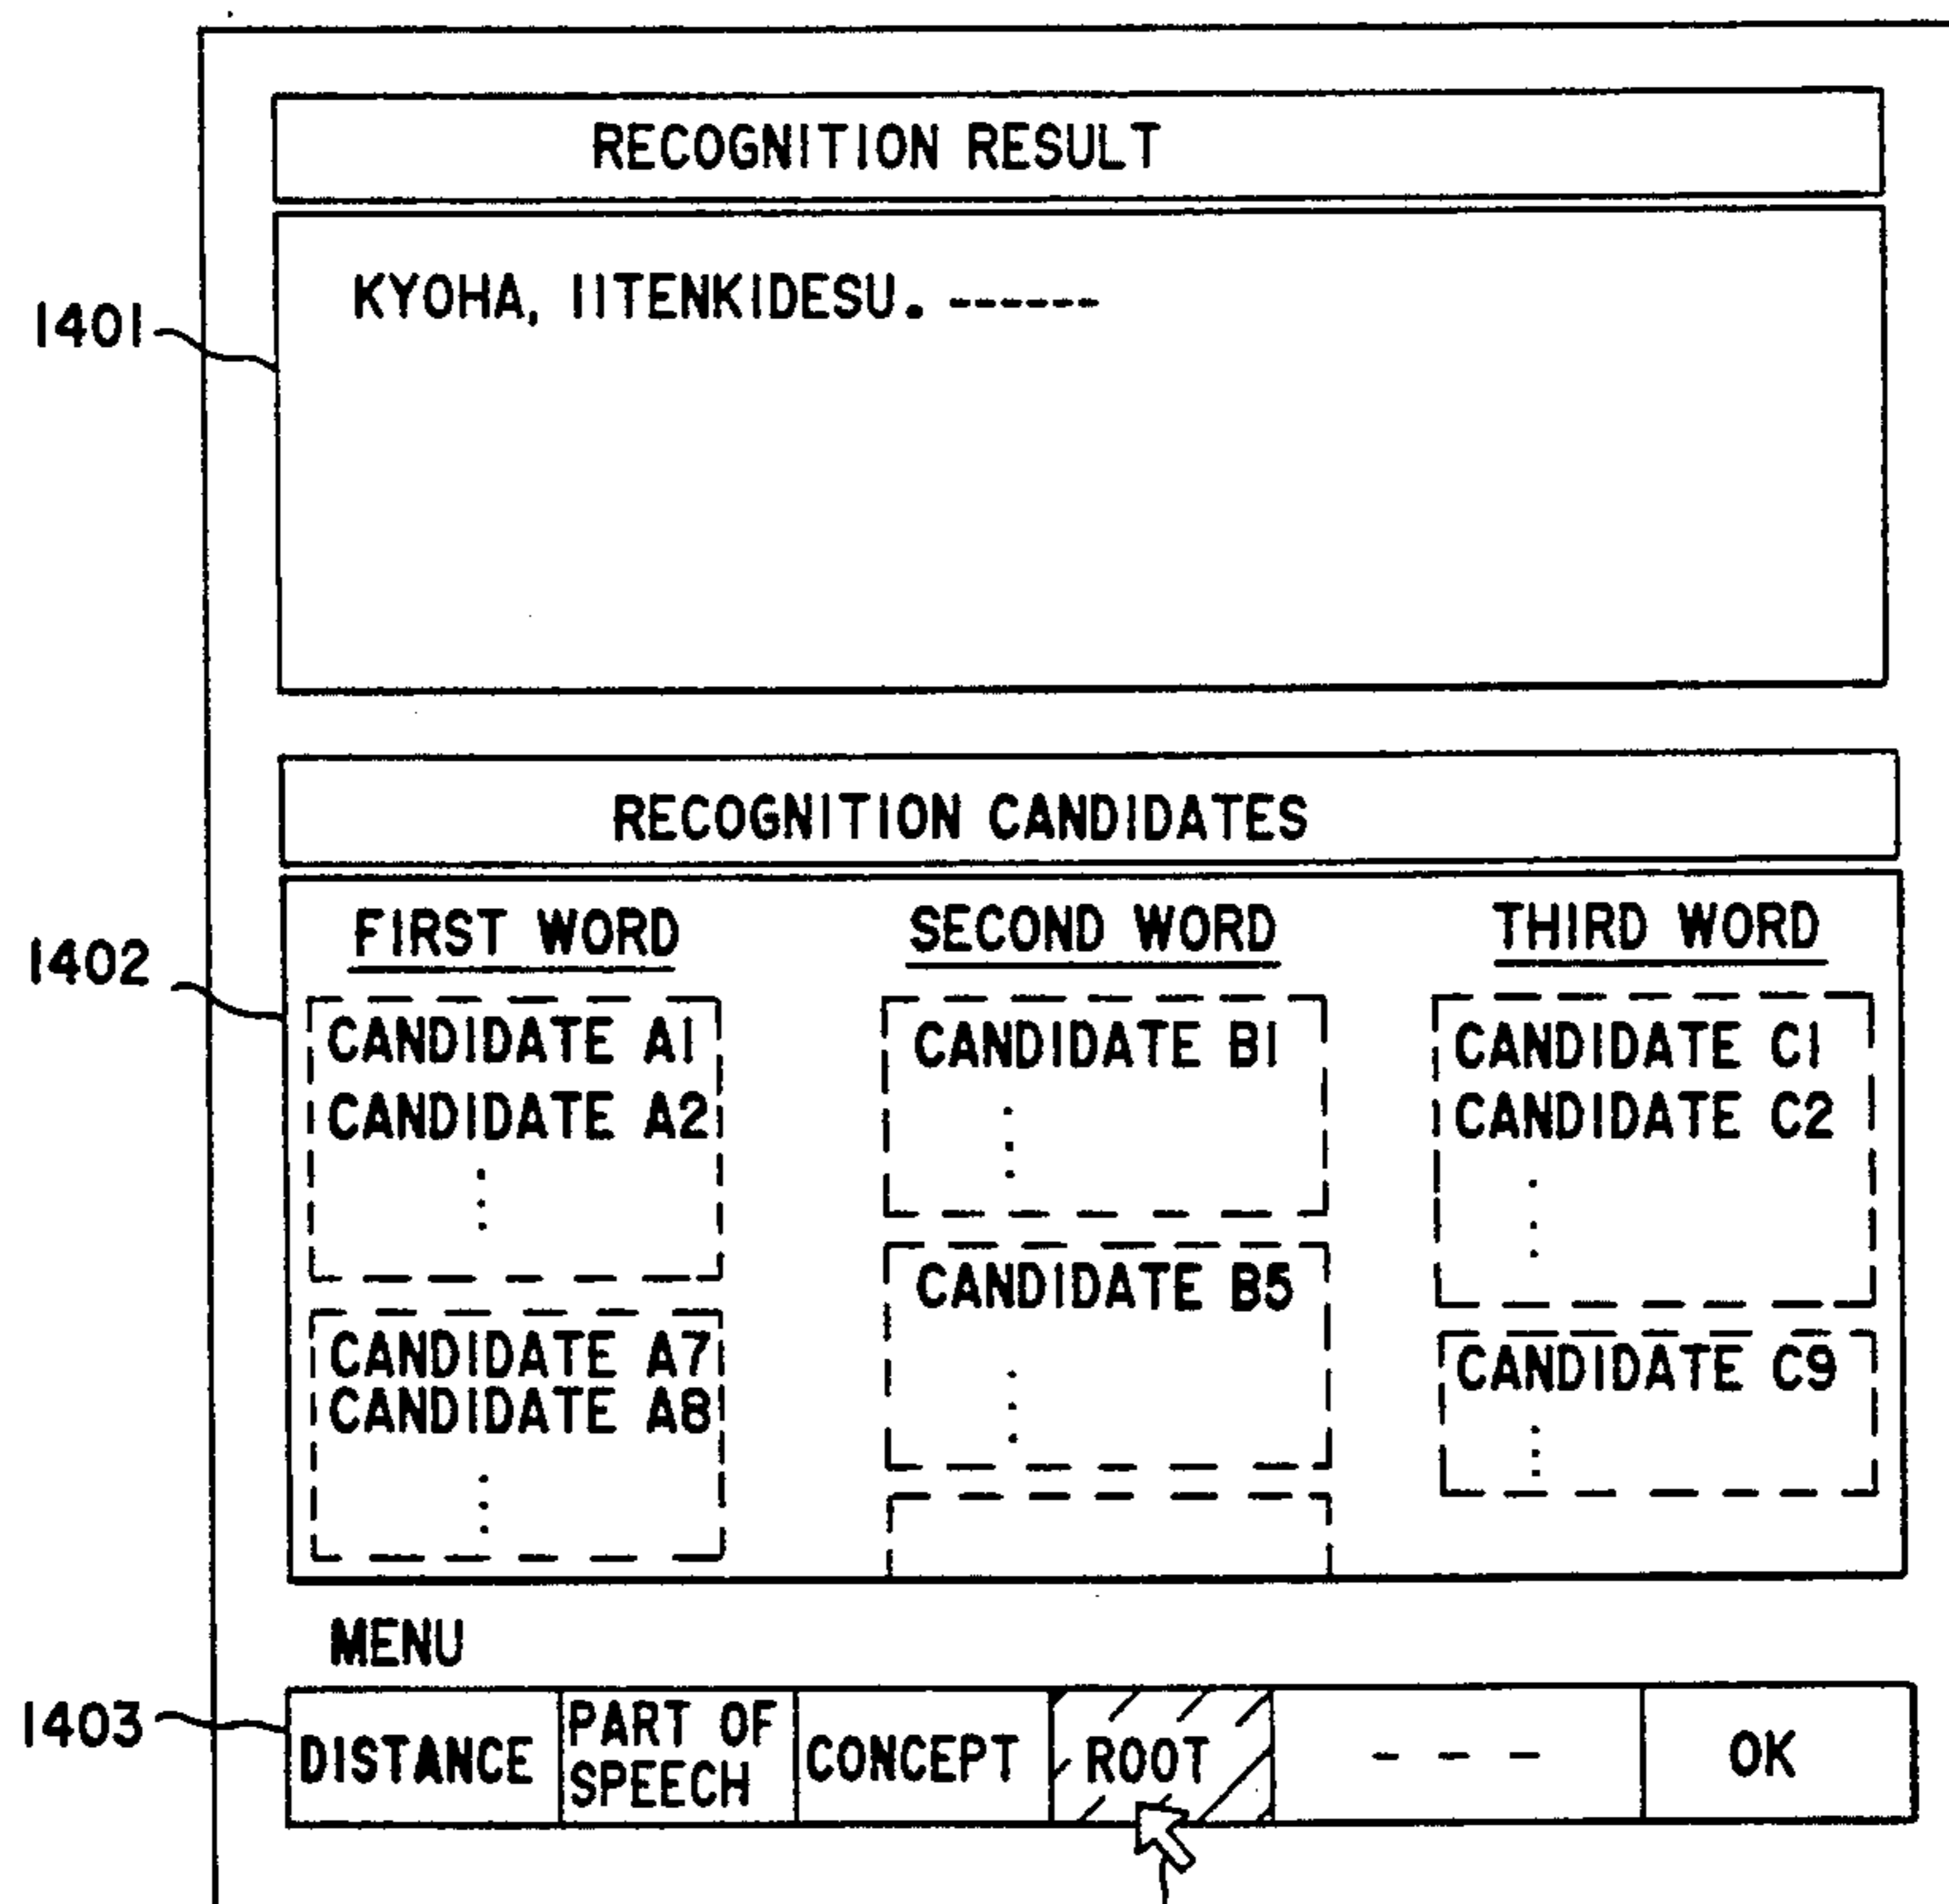 RECOGNITION RESULT
1401
KYOHA, IITENKIDESU. ------
RECOGNITION CANDIDATES
1402
FIRST WORD
CANDIDATE A1
CANDIDATE A2
CANDIDATE A7
CANDIDATE A8
SECOND WORD
CANDIDATE B1
CANDIDATE B5
THIRD WORD
CANDIDATE C1
CANDIDATE C2
CANDIDATE C9
MENU
1403
DISTANCE
PART OF
SPEECH
CONCEPT
ROOT
- - -
OK